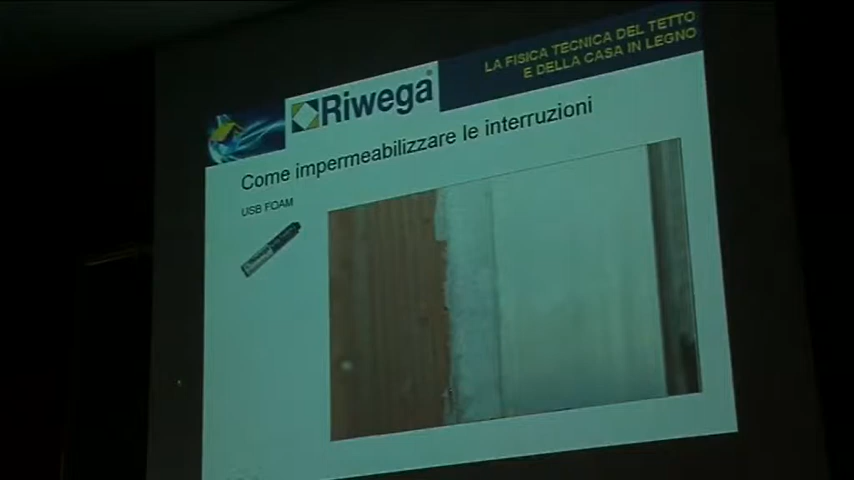 LA FISICA TECNICA DEL TETTO
E DELLA CASA IN LEGNO
Riwega
Come impermeabilizzare le interruzioni
USB FOAM